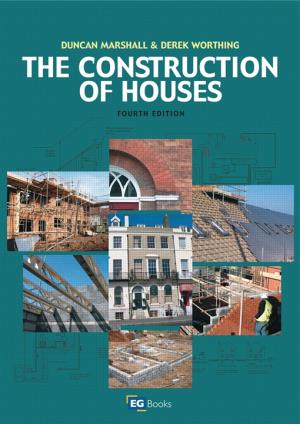 DUNCAN MARSHALL & DEREK WORTHING
THE CONSTRUCTION
OF HOUSES
FOURTH EDITION
EG Books